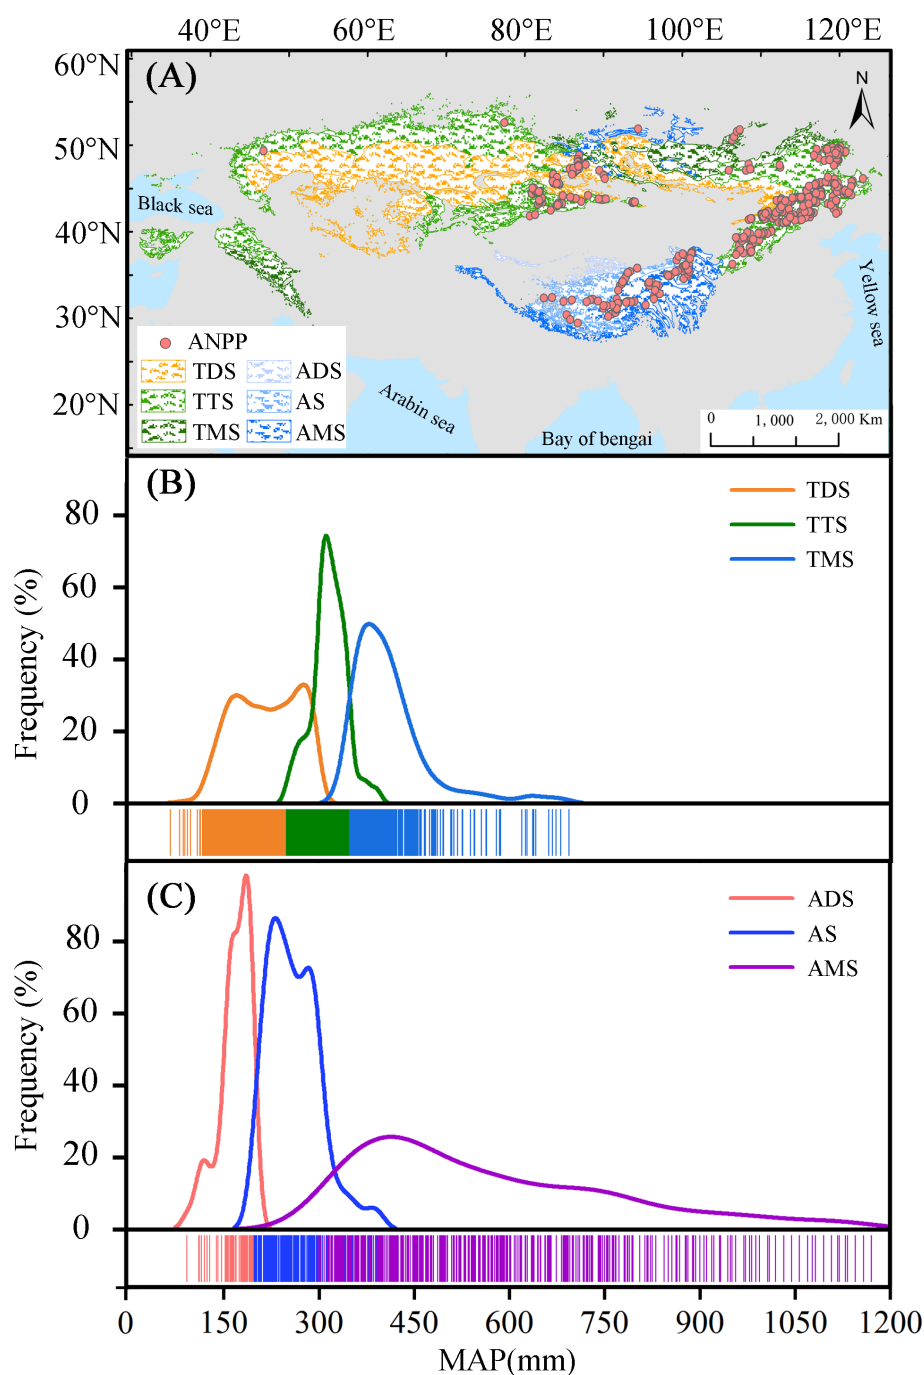 40°E 60°E 80°E 100°E 120°E
60°N
50°N
40°N
30°N
20°N
(A)
N
Black sea
Yellow sea
Arabin sea
Bay of bengai
ANPP
TDS ADS
TTS AS
TMS AMS
0 1,000 2,000 Km
(B)
TDS
TTS
TMS
Frequency (%)
80
60
40
20
0
(C)
ADS
AS
AMS
Frequency (%)
80
60
40
20
0
0 150 300 450 600 750 900 1050 1200
MAP(mm)